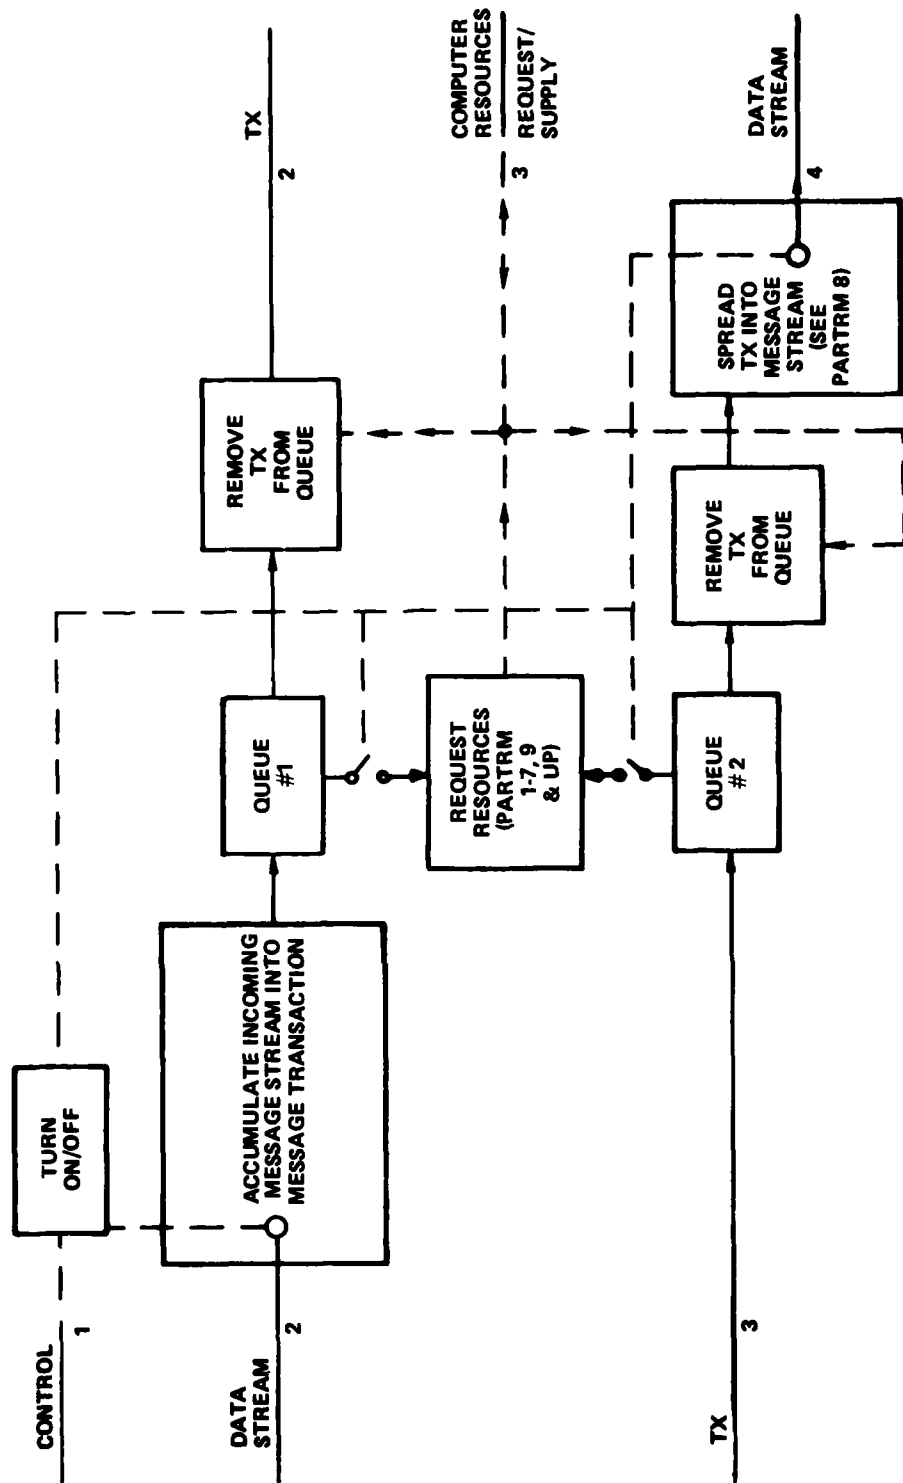 CONTROL
1
TURN
ON/OFF
DATA
STREAM
2
ACCUMULATE INCOMING
MESSAGE STREAM INTO
MESSAGE TRANSACTION
QUEUE
#1
REMOVE
TX
FROM
QUEUE
TX
2
REQUEST
RESOURCES
(PARTRM
1-7, 9
& UP)
COMPUTER
RESOURCES
REQUEST/
SUPPLY
3
TX
3
QUEUE
#2
REMOVE
TX
FROM
QUEUE
SPREAD
TX INTO
MESSAGE
STREAM
(SEE
PARTRM 8)
DATA
STREAM
4